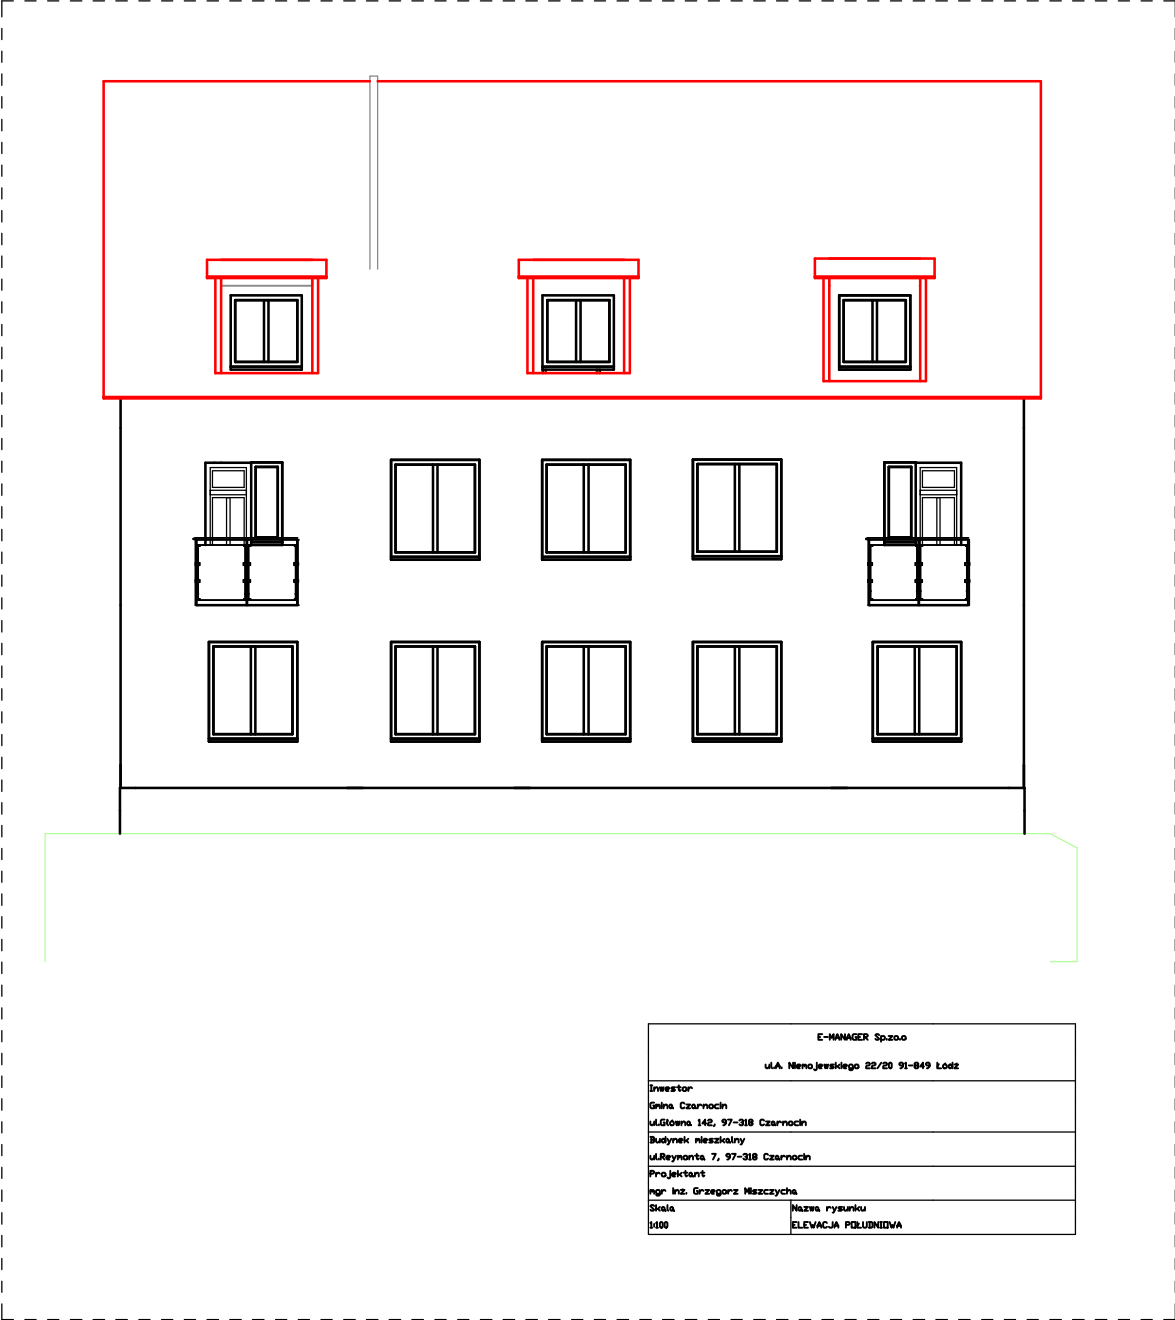 E-MANAGER Sp.zo.o
ul.A. Niemojewskiego 22/20 91-849 Łódź
Inwestor
Gmina Czarnocin
ul.Główna 142, 97-318 Czarnocin
Budynek mieszkalny
ul.Reymonta 7, 97-318 Czarnocin
Projektant
mgr inż. Grzegorz Miszczycha
Skala
1:100
Nazwa rysunku
ELEWACJA POŁUDNIOWA